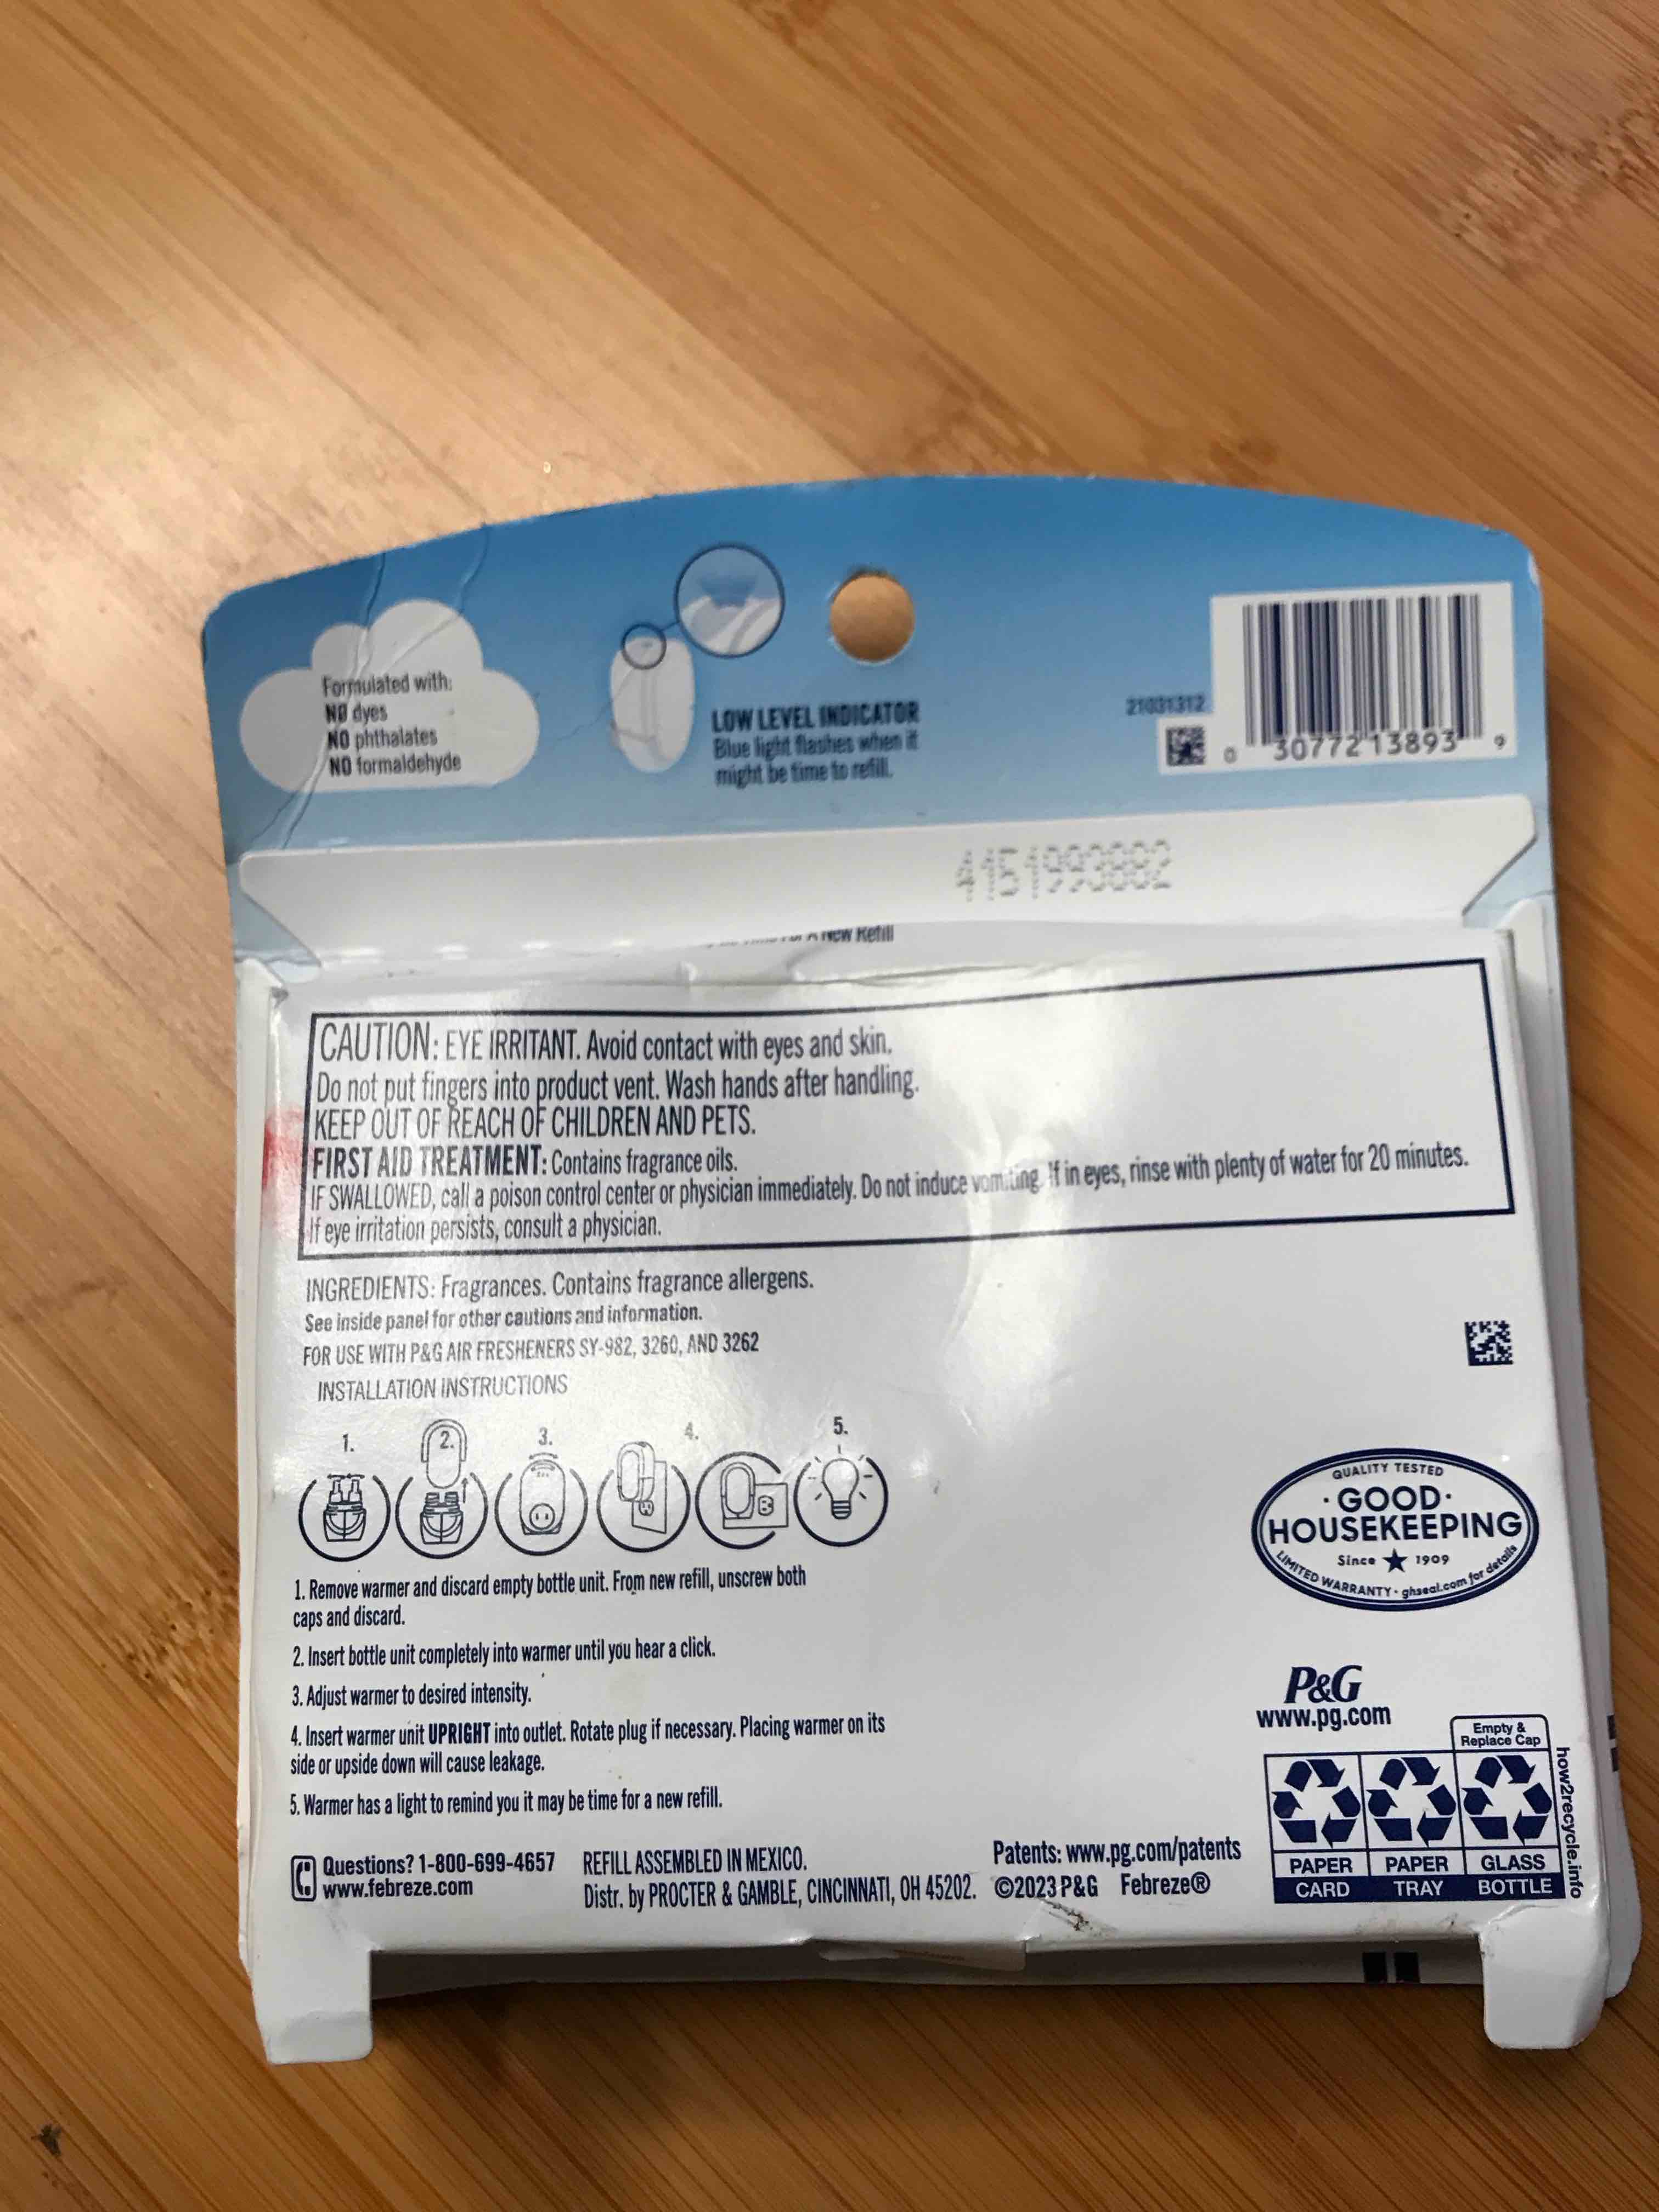 Formulated with:
NO dyes
NO phthalates
NO formaldehyde
LOW LEVEL INDICATOR
Blue light flashes when it
might be time to refill.
21031312
0 30772 13893 9
4151993882
A New Refill
CAUTION: EYE IRRITANT. Avoid contact with eyes and skin.
Do not put fingers into product vent. Wash hands after handling.
KEEP OUT OF REACH OF CHILDREN AND PETS.
FIRST AID TREATMENT: Contains fragrance oils.
IF SWALLOWED, call a poison control center or physician immediately. Do not induce vomiting. If in eyes, rinse with plenty of water for 20 minutes.
If eye irritation persists, consult a physician.
INGREDIENTS: Fragrances. Contains fragrance allergens.
See inside panel for other cautions and information.
FOR USE WITH P&G AIR FRESHENERS SY-982, 3260, AND 3262
INSTALLATION INSTRUCTIONS
1. 2. 3. 4. 5.
1. Remove warmer and discard empty bottle unit. From new refill, unscrew both
caps and discard.
2. Insert bottle unit completely into warmer until you hear a click.
3. Adjust warmer to desired intensity.
4. Insert warmer unit UPRIGHT into outlet. Rotate plug if necessary. Placing warmer on its
side or upside down will cause leakage.
5. Warmer has a light to remind you it may be time for a new refill.
QUALITY TESTED
·GOOD·
HOUSEKEEPING
Since ★ 1909
LIMITED WARRANTY · ghseal.com for details
P&G
www.pg.com
Empty &
Replace Cap
PAPER PAPER GLASS
CARD TRAY BOTTLE
how2recycle.info
Questions? 1-800-699-4657
www.febreze.com
REFILL ASSEMBLED IN MEXICO.
Distr. by PROCTER & GAMBLE, CINCINNATI, OH 45202.
Patents: www.pg.com/patents
©2023 P&G Febreze®